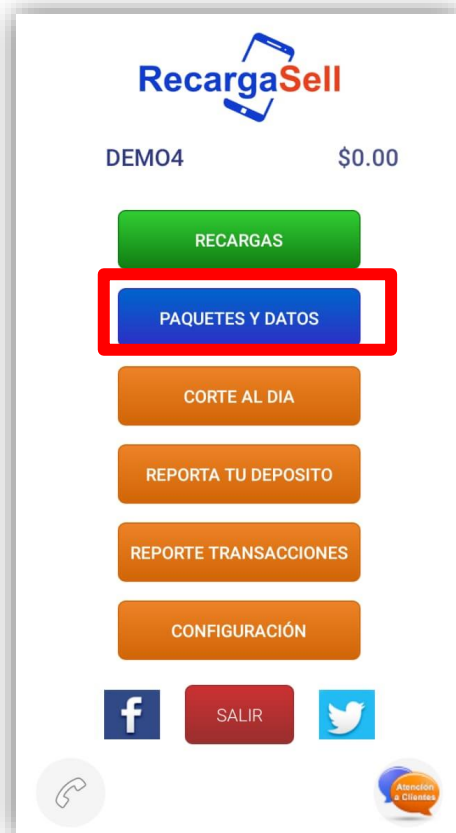 RecargaSell
DEMO4 $0.00
RECARGAS
PAQUETES Y DATOS
CORTE AL DIA
REPORTA TU DEPOSITO
REPORTE TRANSACCIONES
CONFIGURACIÓN
f SALIR
Atención
a Clientes